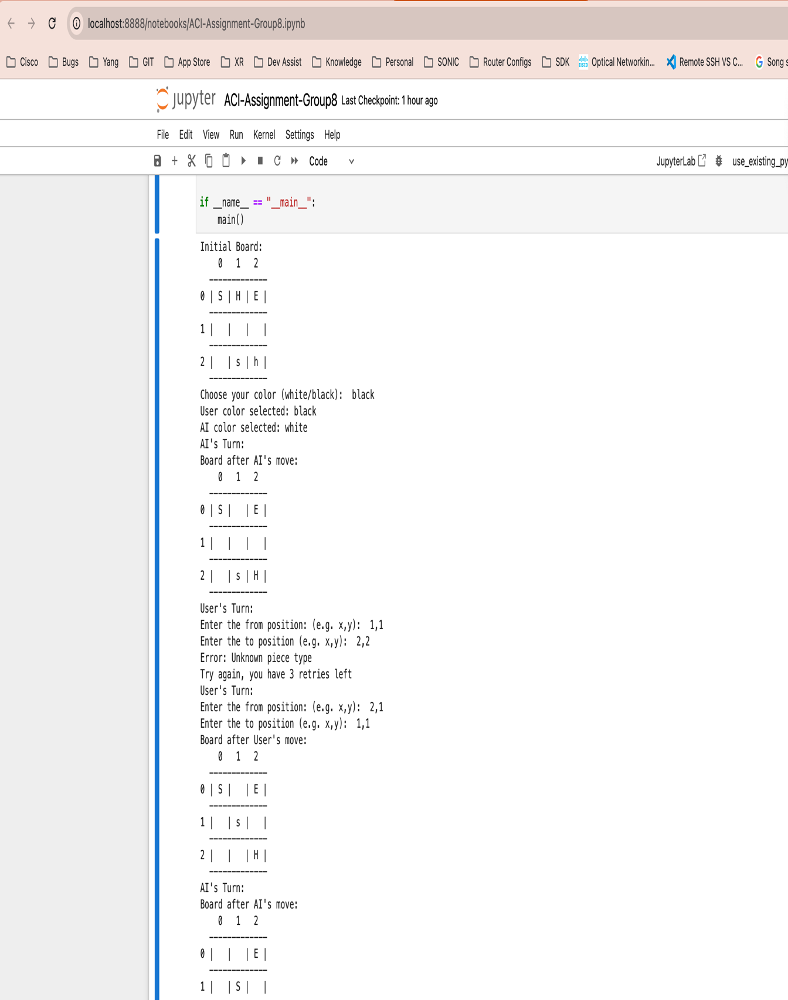 localhost:8888/notebooks/ACI-Assignment-Group8.ipynb
Cisco Bugs Yang GIT App Store XR Dev Assist Knowledge Personal SONIC Router Configs SDK Optical Networkin... Remote SSH VS C... Song s
jupyter ACI-Assignment-Group8 Last Checkpoint: 1 hour ago
File Edit View Run Kernel Settings Help
Code JupyterLab use_existing_py
if __name__ == "__main__":
    main()
Initial Board:
    0   1   2
  -------------
0 | S | H | E |
  -------------
1 |   |   |   |
  -------------
2 |   | s | h |
  -------------
Choose your color (white/black):  black
User color selected: black
AI color selected: white
AI's Turn:
Board after AI's move:
    0   1   2
  -------------
0 | S |   | E |
  -------------
1 |   |   |   |
  -------------
2 |   | s | H |
  -------------
User's Turn:
Enter the from position: (e.g. x,y):  1,1
Enter the to position (e.g. x,y):  2,2
Error: Unknown piece type
Try again, you have 3 retries left
User's Turn:
Enter the from position: (e.g. x,y):  2,1
Enter the to position (e.g. x,y):  1,1
Board after User's move:
    0   1   2
  -------------
0 | S |   | E |
  -------------
1 |   | s |   |
  -------------
2 |   |   | H |
  -------------
AI's Turn:
Board after AI's move:
    0   1   2
  -------------
0 |   |   | E |
  -------------
1 |   | S |   |